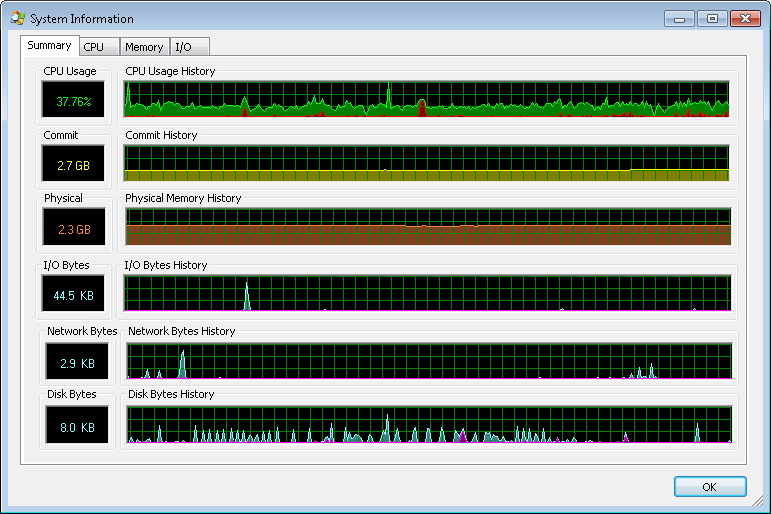 System Information
Summary CPU Memory I/O
CPU Usage CPU Usage History
37.76%
Commit Commit History
2.7 GB
Physical Physical Memory History
2.3 GB
I/O Bytes I/O Bytes History
44.5 KB
Network Bytes Network Bytes History
2.9 KB
Disk Bytes Disk Bytes History
8.0 KB
OK